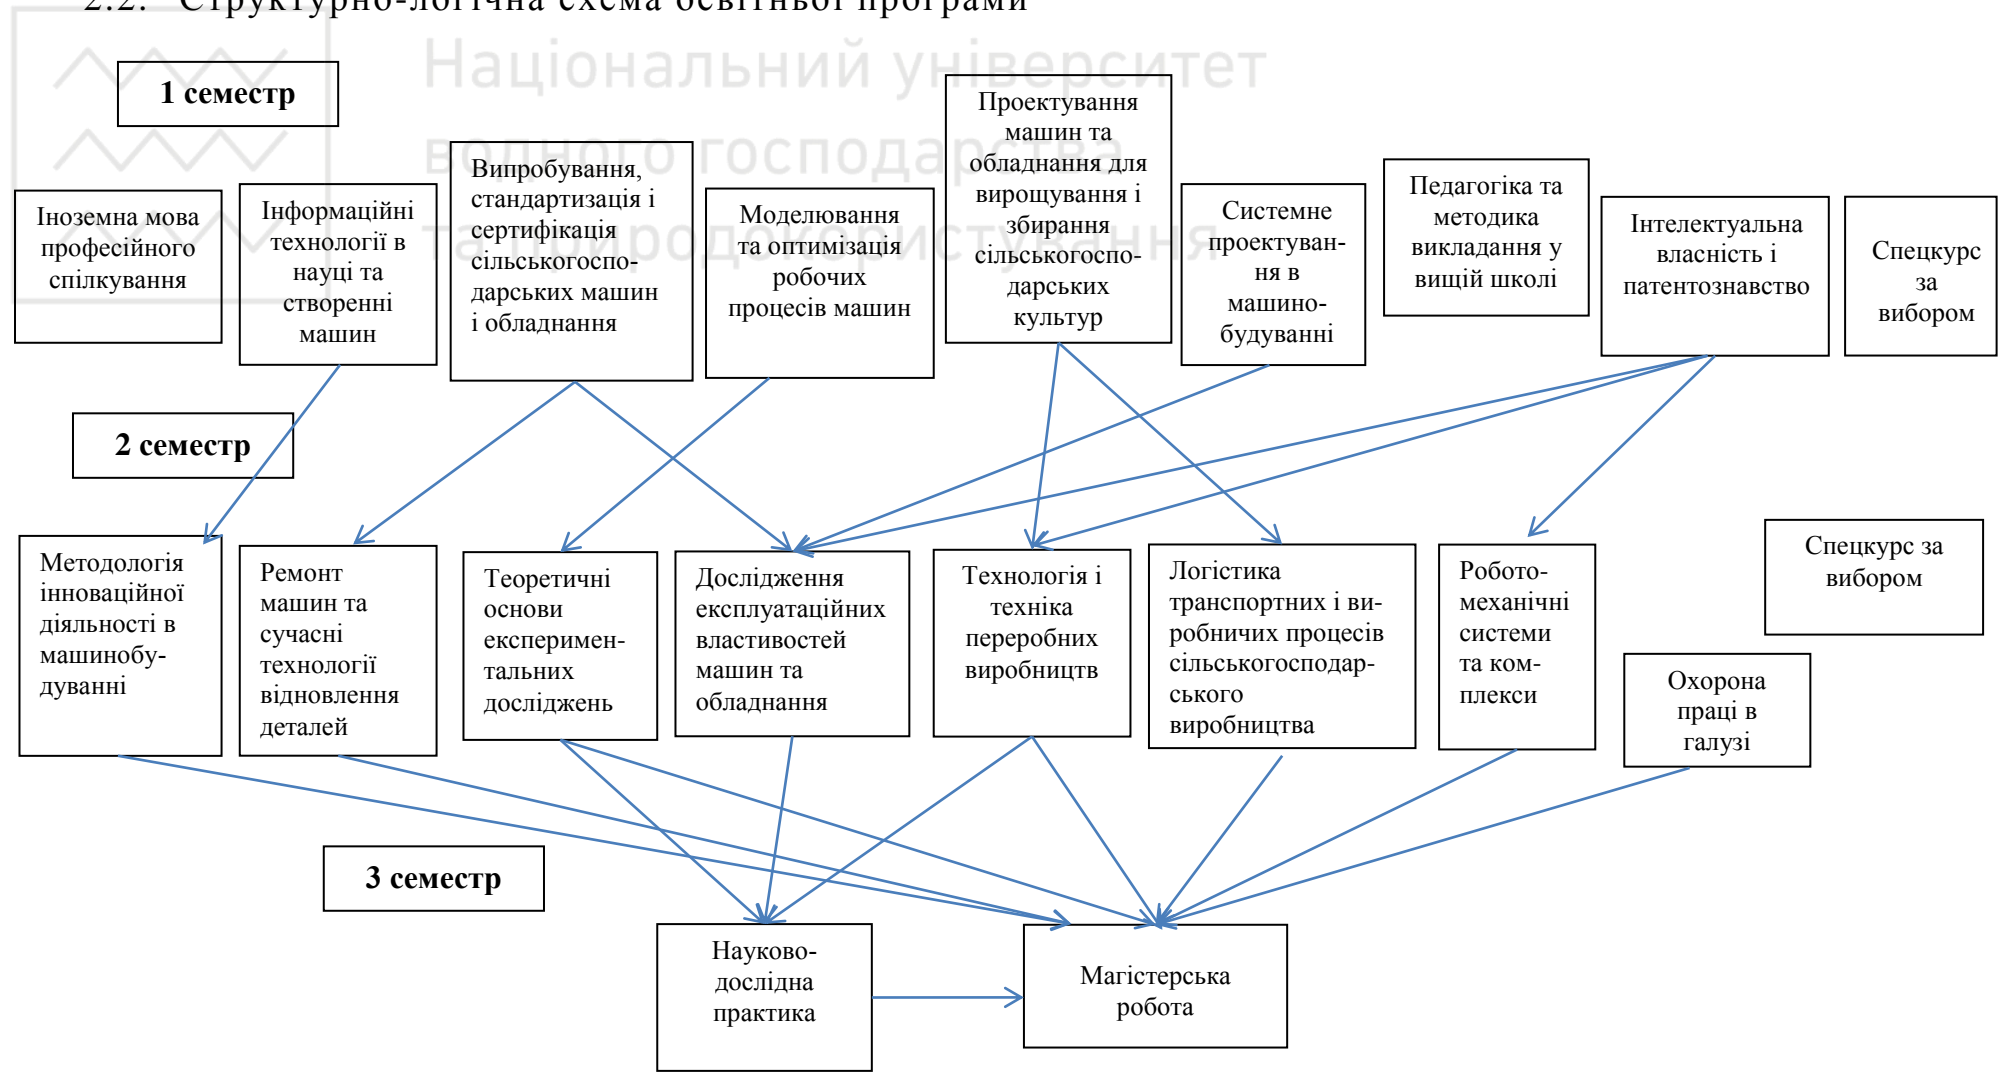 2.2. Структурно-логічна схема освітньої програми
Національний університет
водного господарства
та природокористування
1 семестр
Іноземна мова
професійного
спілкування
Інформаційні
технології в
науці та
створенні
машин
Випробування,
стандартизація і
сертифікація
сільськогоспо-
дарських машин
і обладнання
Моделювання
та оптимізація
робочих
процесів машин
Проектування
машин та
обладнання для
вирощування і
збирання
сільськогоспо-
дарських
культур
Системне
проектуван-
ня в
машино-
будуванні
Педагогіка та
методика
викладання у
вищій школі
Інтелектуальна
власність і
патентознавство
Спецкурс
за
вибором
2 семестр
Методологія
інноваційної
діяльності в
машинобу-
дуванні
Ремонт
машин та
сучасні
технології
відновлення
деталей
Теоретичні
основи
експеримен-
тальних
досліджень
Дослідження
експлуатаційних
властивостей
машин та
обладнання
Технологія і
техніка
переробних
виробництв
Логістика
транспортних і ви-
робничих процесів
сільськогосподар-
ського
виробництва
Робото-
механічні
системи
та ком-
плекси
Охорона
праці в
галузі
Спецкурс за
вибором
3 семестр
Науково-
дослідна
практика
Магістерська
робота